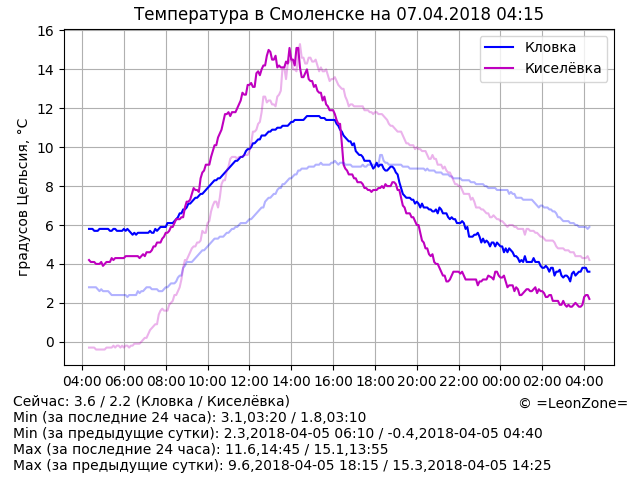 Температура в Смоленске на 07.04.2018 04:15
16
14
12
10
8
6
4
2
0
градусов Цельсия, °C
Кловка
Киселёвка
04:00 06:00 08:00 10:00 12:00 14:00 16:00 18:00 20:00 22:00 00:00 02:00 04:00
Сейчас: 3.6 / 2.2 (Кловка / Киселёвка)
© =LeonZone=
Min (за последние 24 часа): 3.1,03:20 / 1.8,03:10
Min (за предыдущие сутки): 2.3,2018-04-05 06:10 / -0.4,2018-04-05 04:40
Max (за последние 24 часа): 11.6,14:45 / 15.1,13:55
Max (за предыдущие сутки): 9.6,2018-04-05 18:15 / 15.3,2018-04-05 14:25